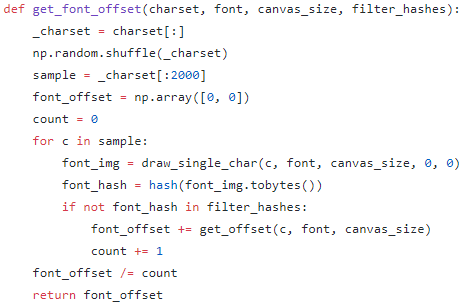 def get_font_offset(charset, font, canvas_size, filter_hashes):
    _charset = charset[:]
    np.random.shuffle(_charset)
    sample = _charset[:2000]
    font_offset = np.array([0, 0])
    count = 0
    for c in sample:
        font_img = draw_single_char(c, font, canvas_size, 0, 0)
        font_hash = hash(font_img.tobytes())
        if not font_hash in filter_hashes:
            font_offset += get_offset(c, font, canvas_size)
            count += 1
    font_offset /= count
    return font_offset